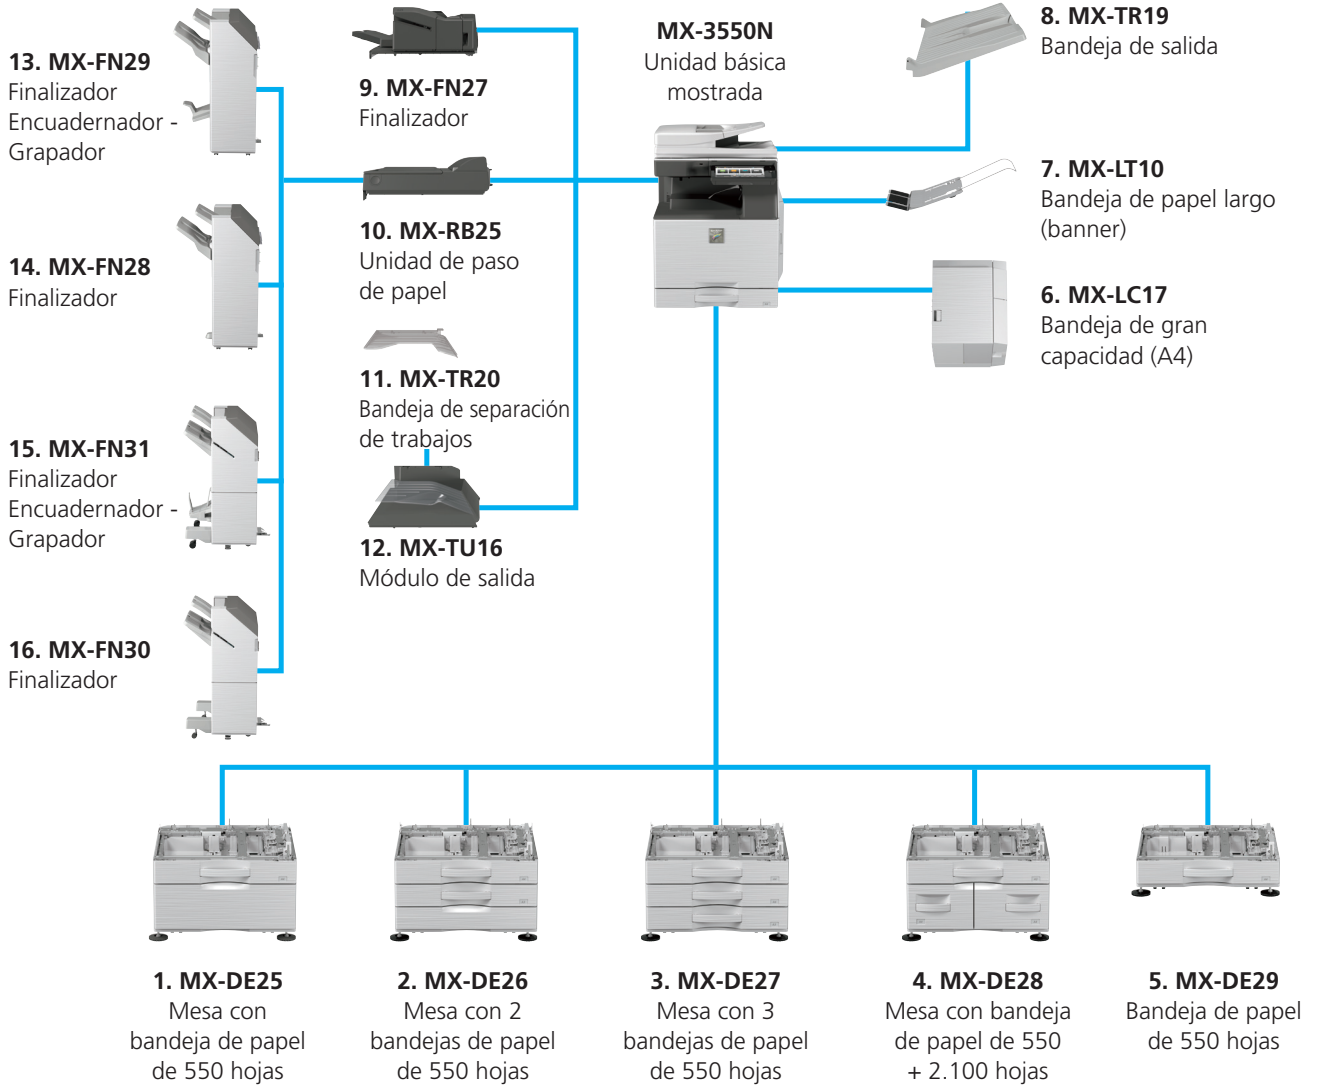 13. MX-FN29
Finalizador
Encuadernador -
Grapador
14. MX-FN28
Finalizador
15. MX-FN31
Finalizador
Encuadernador -
Grapador
16. MX-FN30
Finalizador
9. MX-FN27
Finalizador
10. MX-RB25
Unidad de paso
de papel
11. MX-TR20
Bandeja de separación
de trabajos
12. MX-TU16
Módulo de salida
MX-3550N
Unidad básica
mostrada
8. MX-TR19
Bandeja de salida
7. MX-LT10
Bandeja de papel largo
(banner)
6. MX-LC17
Bandeja de gran
capacidad (A4)
1. MX-DE25
Mesa con
bandeja de papel
de 550 hojas
2. MX-DE26
Mesa con 2
bandejas de papel
de 550 hojas
3. MX-DE27
Mesa con 3
bandejas de papel
de 550 hojas
4. MX-DE28
Mesa con bandeja
de papel de 550
+ 2.100 hojas
5. MX-DE29
Bandeja de papel
de 550 hojas